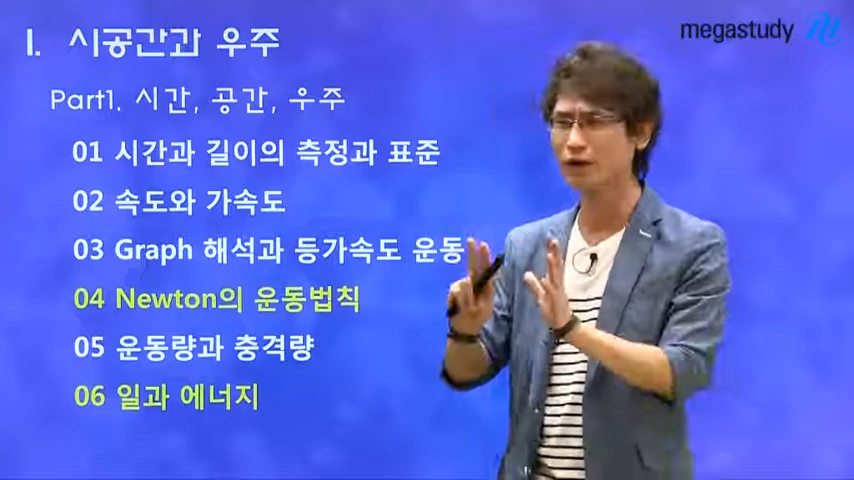 I. 시공간과 우주
megastudy
Part1. 시간, 공간, 우주
01 시간과 길이의 측정과 표준
02 속도와 가속도
03 Graph 해석과 등가속도 운동
04 Newton의 운동법칙
05 운동량과 충격량
06 일과 에너지